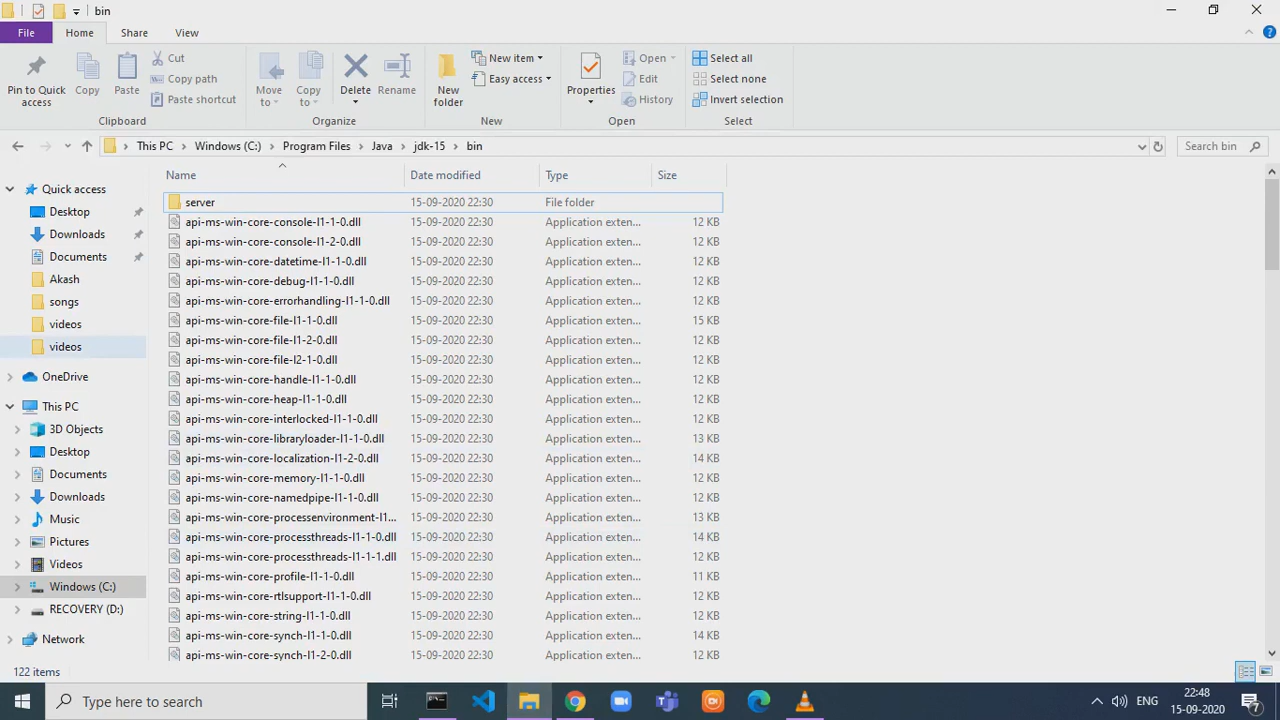 bin
File Home Share View
Pin to Quick access
Copy
Paste
Cut
Copy path
Paste shortcut
Clipboard
Move to
Copy to
Delete
Rename
Organize
New folder
New item
Easy access
New
Properties
Open
Edit
History
Open
Select all
Select none
Invert selection
Select
This PC Windows (C:) Program Files Java jdk-15 bin
Search bin
Quick access
Desktop
Downloads
Documents
Akash
songs
videos
videos
OneDrive
This PC
3D Objects
Desktop
Documents
Downloads
Music
Pictures
Videos
Windows (C:)
RECOVERY (D:)
Network
Name Date modified Type Size
server 15-09-2020 22:30 File folder
api-ms-win-core-console-l1-1-0.dll 15-09-2020 22:30 Application exten... 12 KB
api-ms-win-core-console-l1-2-0.dll 15-09-2020 22:30 Application exten... 12 KB
api-ms-win-core-datetime-l1-1-0.dll 15-09-2020 22:30 Application exten... 12 KB
api-ms-win-core-debug-l1-1-0.dll 15-09-2020 22:30 Application exten... 12 KB
api-ms-win-core-errorhandling-l1-1-0.dll 15-09-2020 22:30 Application exten... 12 KB
api-ms-win-core-file-l1-1-0.dll 15-09-2020 22:30 Application exten... 15 KB
api-ms-win-core-file-l1-2-0.dll 15-09-2020 22:30 Application exten... 12 KB
api-ms-win-core-file-l2-1-0.dll 15-09-2020 22:30 Application exten... 12 KB
api-ms-win-core-handle-l1-1-0.dll 15-09-2020 22:30 Application exten... 12 KB
api-ms-win-core-heap-l1-1-0.dll 15-09-2020 22:30 Application exten... 12 KB
api-ms-win-core-interlocked-l1-1-0.dll 15-09-2020 22:30 Application exten... 12 KB
api-ms-win-core-libraryloader-l1-1-0.dll 15-09-2020 22:30 Application exten... 13 KB
api-ms-win-core-localization-l1-2-0.dll 15-09-2020 22:30 Application exten... 14 KB
api-ms-win-core-memory-l1-1-0.dll 15-09-2020 22:30 Application exten... 12 KB
api-ms-win-core-namedpipe-l1-1-0.dll 15-09-2020 22:30 Application exten... 12 KB
api-ms-win-core-processenvironment-l1... 15-09-2020 22:30 Application exten... 13 KB
api-ms-win-core-processthreads-l1-1-0.dll 15-09-2020 22:30 Application exten... 14 KB
api-ms-win-core-processthreads-l1-1-1.dll 15-09-2020 22:30 Application exten... 12 KB
api-ms-win-core-profile-l1-1-0.dll 15-09-2020 22:30 Application exten... 11 KB
api-ms-win-core-rtlsupport-l1-1-0.dll 15-09-2020 22:30 Application exten... 12 KB
api-ms-win-core-string-l1-1-0.dll 15-09-2020 22:30 Application exten... 12 KB
api-ms-win-core-synch-l1-1-0.dll 15-09-2020 22:30 Application exten... 14 KB
api-ms-win-core-synch-l1-2-0.dll 15-09-2020 22:30 Application exten... 12 KB
122 items
Type here to search
ENG
22:48
15-09-2020
7